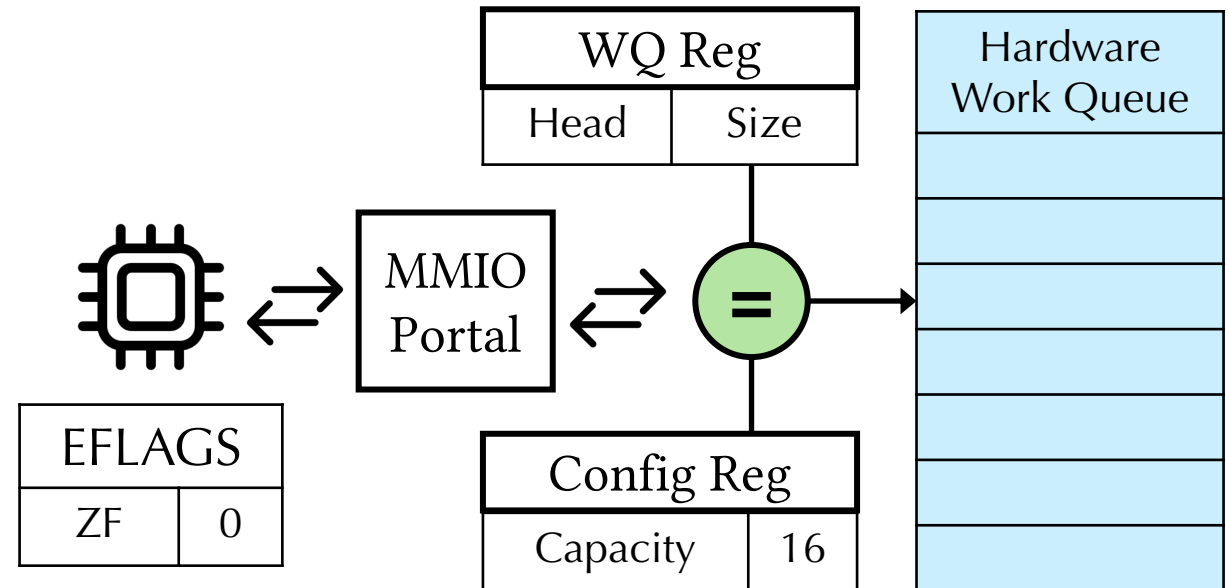 WQ Reg
Head Size
Hardware
Work Queue
MMIO
Portal
=
EFLAGS
ZF 0
Config Reg
Capacity 16